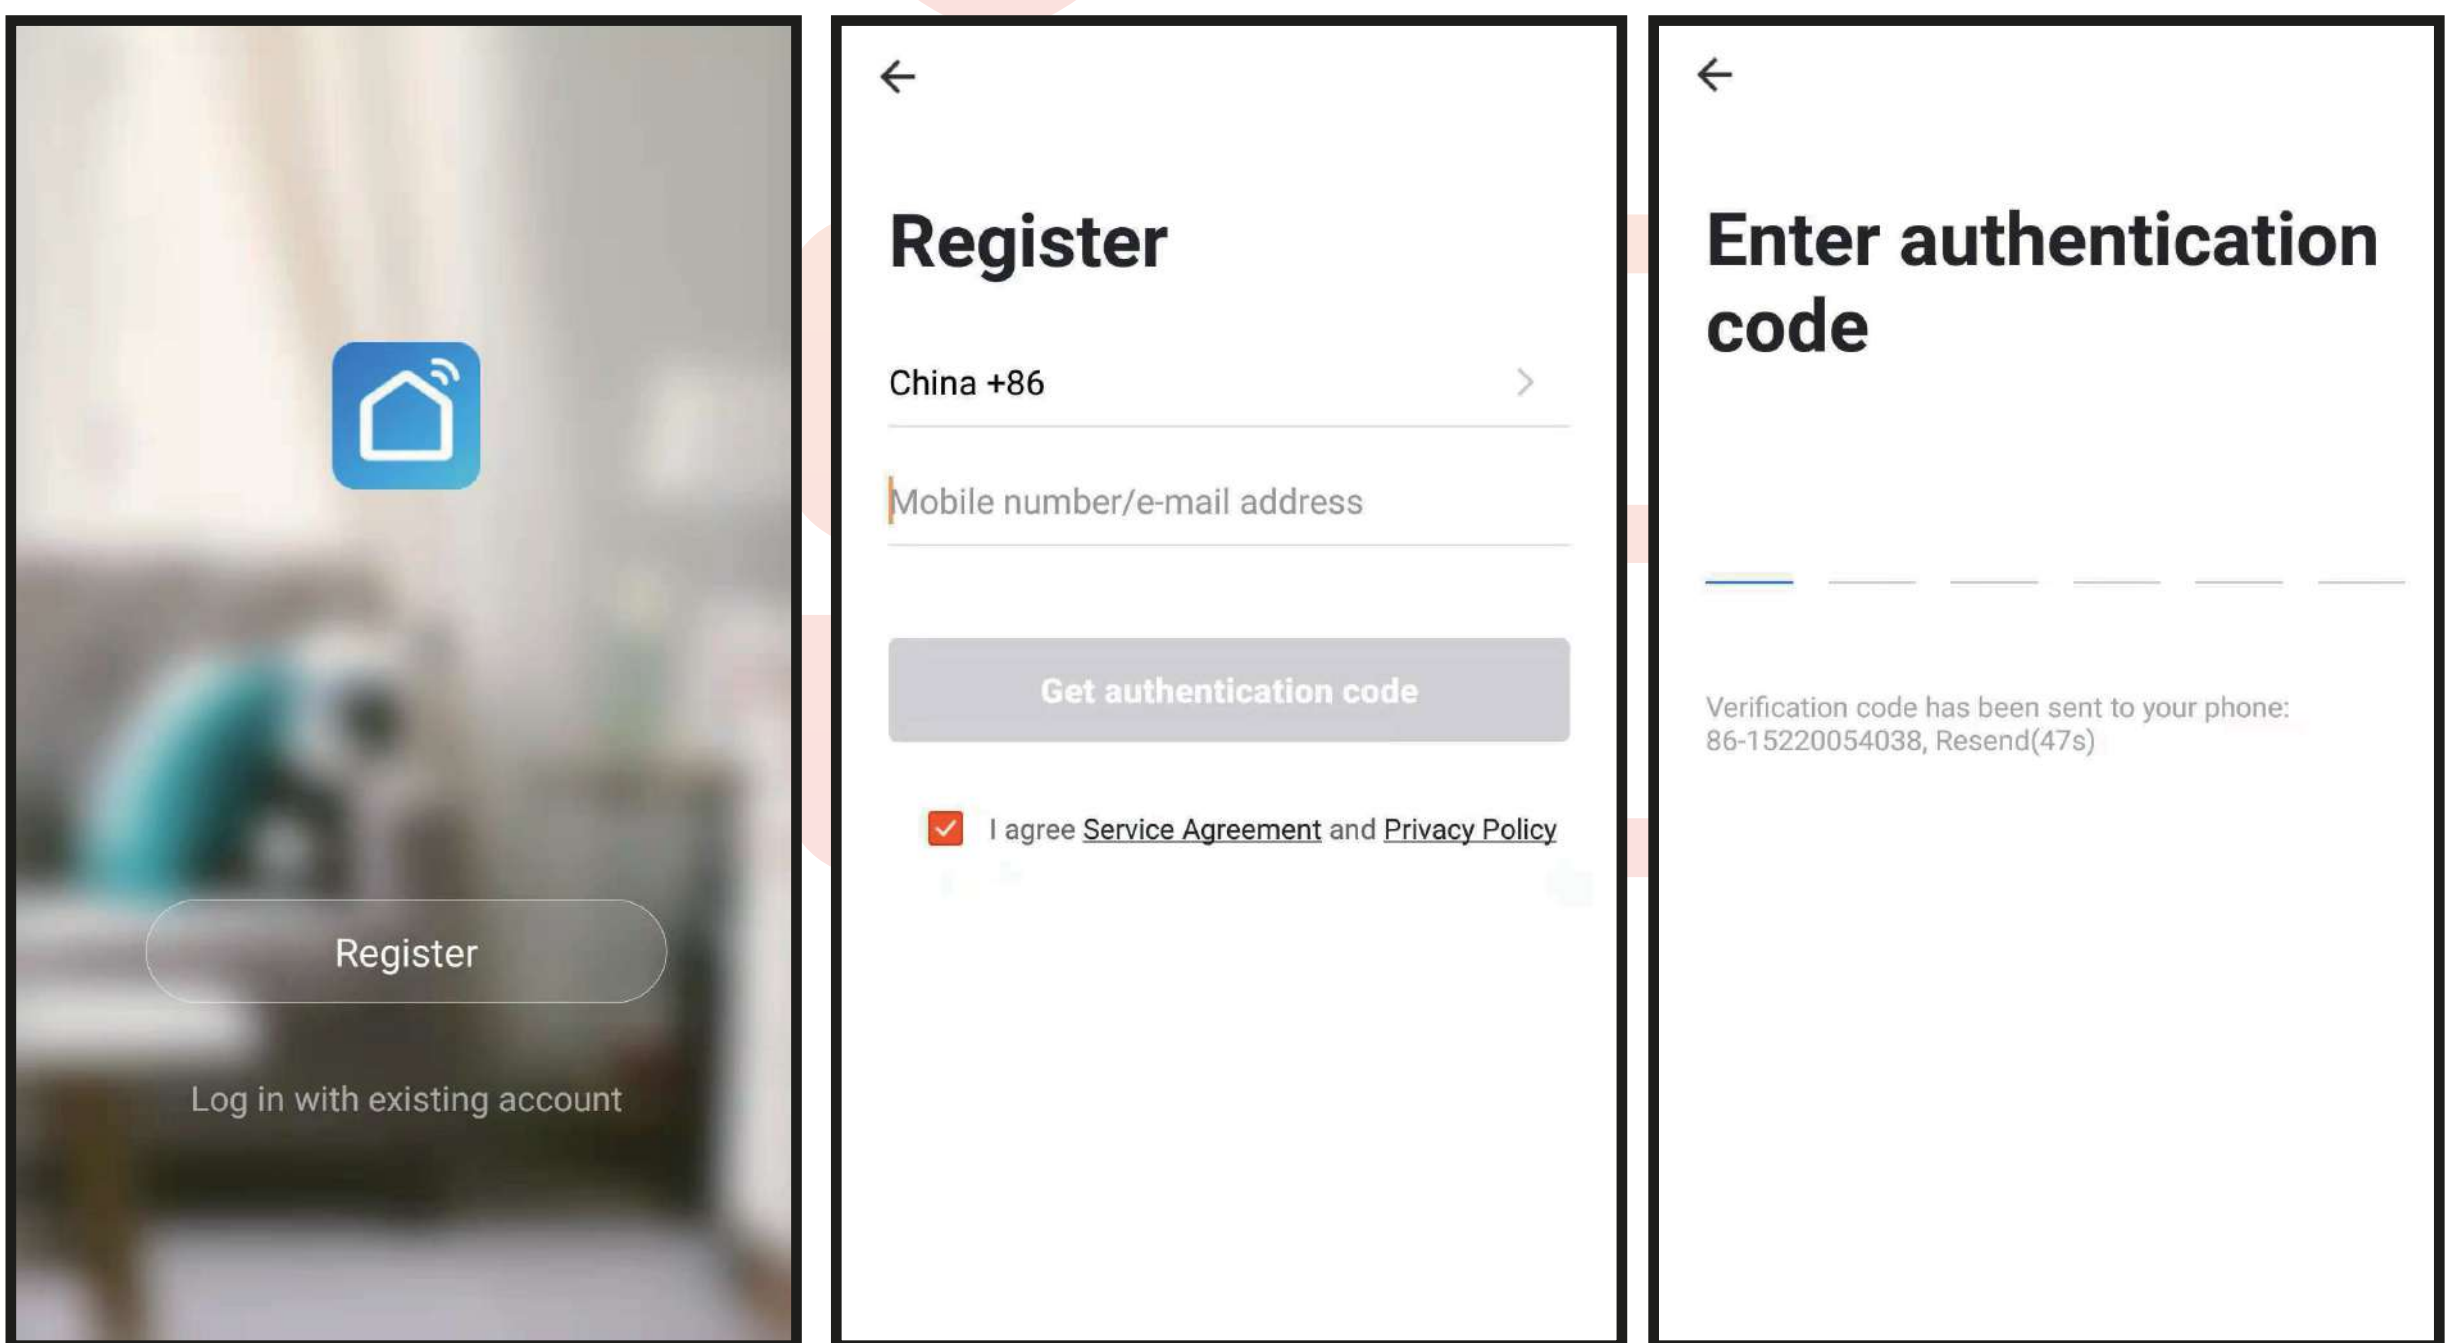 Register
Log in with existing account
Register
China +86
Mobile number/e-mail address
Get authentication code
I agree Service Agreement and Privacy Policy
Enter authentication
code
Verification code has been sent to your phone:
86-15220054038, Resend(47s)